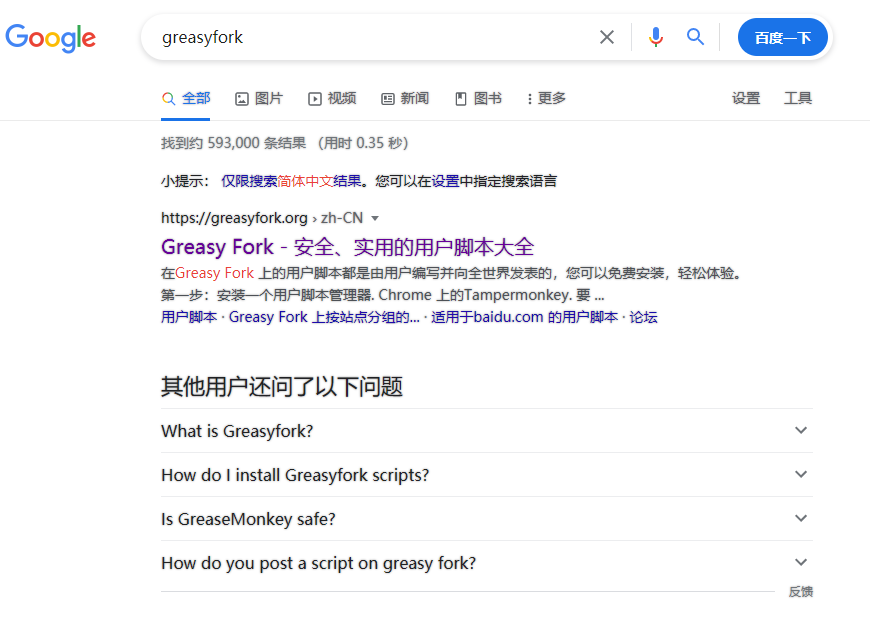 Google
greasyfork
百度一下
全部 图片 视频 新闻 图书 更多 设置 工具
找到约 593,000 条结果 （用时 0.35 秒）
小提示： 仅限搜索简体中文结果。您可以在设置中指定搜索语言
https://greasyfork.org › zh-CN
Greasy Fork - 安全、实用的用户脚本大全
在Greasy Fork 上的用户脚本都是由用户编写并向全世界发表的，您可以免费安装，轻松体验。
第一步：安装一个用户脚本管理器. Chrome 上的Tampermonkey. 要 ...
用户脚本 · Greasy Fork 上按站点分组的... · 适用于baidu.com 的用户脚本 · 论坛
其他用户还问了以下问题
What is Greasyfork?
How do I install Greasyfork scripts?
Is GreaseMonkey safe?
How do you post a script on greasy fork?
反馈